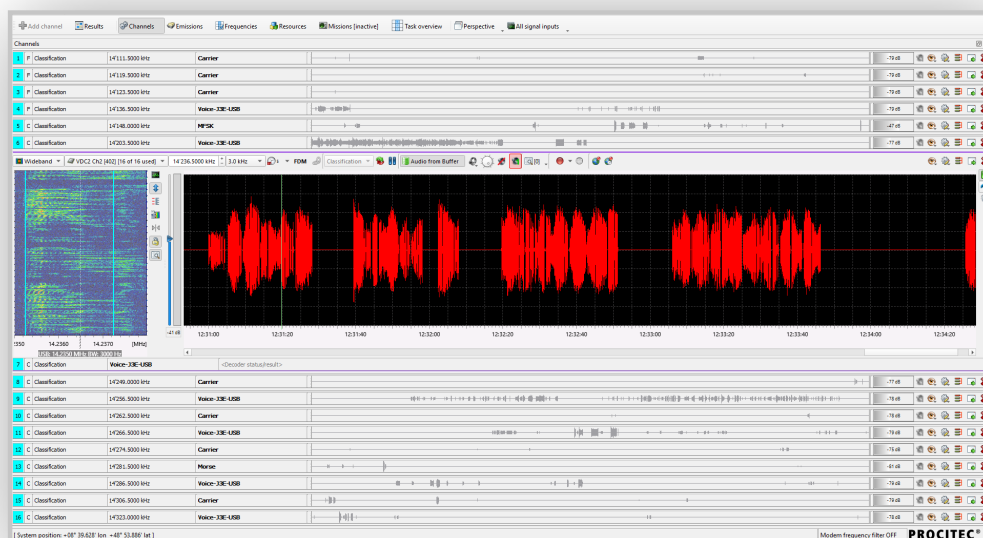 Add channel Results Channels Emissions Frequencies Resources Missions [inactive] Task overview Perspective All signal inputs
Channels
1 F Classification 14'111.5000 kHz Carrier -79 dB
2 F Classification 14'119.5000 kHz Carrier -79 dB
3 F Classification 14'123.5000 kHz Carrier -79 dB
4 F Classification 14'136.5000 kHz Voice-J3E-USB -79 dB
5 C Classification 14'148.0000 kHz MFSK -47 dB
6 C Classification 14'203.5000 kHz Voice-J3E-USB -77 dB
Wideband VDC2 Ch2 [402] [16 of 16 used] 14'236.5000 kHz 3.0 kHz FDM Classification Audio from Buffer
-41 dB
12:31:00 12:31:20 12:31:40 12:32:00 12:32:20 12:32:40 12:33:00 12:33:20 12:33:40 12:34:00 12:34:20
:350 14.2360 14.2370 [MHz]
USB: 14.2350 MHz BW: 3000 Hz
7 C Classification Voice-J3E-USB <Decoder status/result>
8 C Classification 14'249.0000 kHz Carrier -77 dB
9 C Classification 14'256.5000 kHz Voice-J3E-USB -78 dB
10 C Classification 14'262.5000 kHz Carrier -78 dB
11 C Classification 14'266.5000 kHz Voice-J3E-USB -79 dB
12 C Classification 14'274.5000 kHz Carrier -75 dB
13 C Classification 14'281.5000 kHz Morse -81 dB
14 C Classification 14'286.5000 kHz Voice-J3E-USB -79 dB
15 C Classification 14'306.5000 kHz Carrier -79 dB
16 C Classification 14'323.0000 kHz Voice-J3E-USB -78 dB
[ System position: +08° 39.628' lon +48° 53.886' lat ] Modem frequency filter OFF PROCITEC®